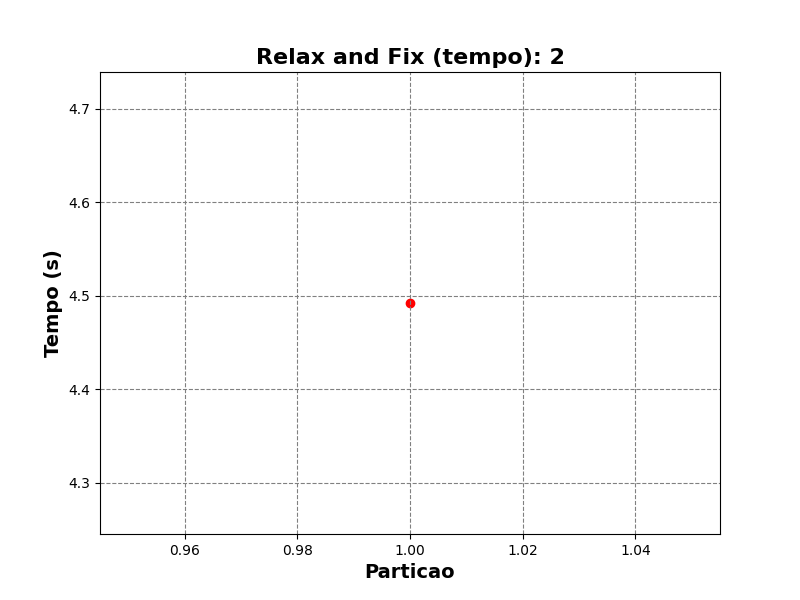 Relax and Fix (tempo): 2
4.7
4.6
4.5
4.4
4.3
Tempo (s)
0.96 0.98 1.00 1.02 1.04
Particao